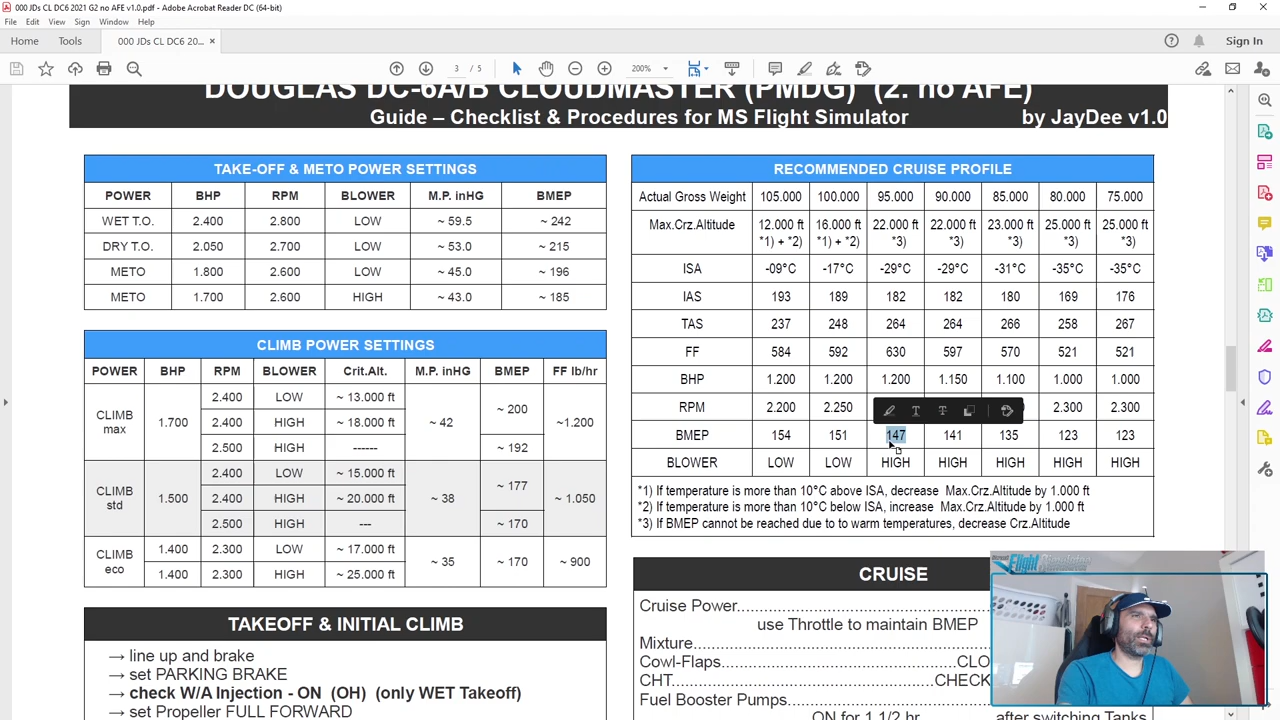 000 JDs CL DC6 2021 G2 no AFE v1.0.pdf - Adobe Acrobat Reader DC (64-bit)
File Edit View Sign Window Help
Home Tools 000 JDs CL DC6 20... × Sign In
3 / 5 200%
DOUGLAS DC-6A/B CLOUDMASTER (PMDG) (2. no AFE)
Guide – Checklist & Procedures for MS Flight Simulator by JayDee v1.0
TAKE-OFF & METO POWER SETTINGS
POWER BHP RPM BLOWER M.P. inHG BMEP
WET T.O. 2.400 2.800 LOW ~ 59.5 ~ 242
DRY T.O. 2.050 2.700 LOW ~ 53.0 ~ 215
METO 1.800 2.600 LOW ~ 45.0 ~ 196
METO 1.700 2.600 HIGH ~ 43.0 ~ 185
CLIMB POWER SETTINGS
POWER BHP RPM BLOWER Crit.Alt. M.P. inHG BMEP FF lb/hr
CLIMB max 1.700 2.400 LOW ~ 13.000 ft ~ 42 ~ 200 ~1.200
2.400 HIGH ~ 18.000 ft
2.500 HIGH ------ ~ 192
CLIMB std 1.500 2.400 LOW ~ 15.000 ft ~ 38 ~ 177 ~ 1.050
2.400 HIGH ~ 20.000 ft
2.500 HIGH --- ~ 170
CLIMB eco 1.400 2.300 LOW ~ 17.000 ft ~ 35 ~ 170 ~ 900
1.400 2.300 HIGH ~ 25.000 ft
TAKEOFF & INITIAL CLIMB
→ line up and brake
→ set PARKING BRAKE
→ check W/A Injection - ON (OH) (only WET Takeoff)
→ set Propeller FULL FORWARD
RECOMMENDED CRUISE PROFILE
Actual Gross Weight 105.000 100.000 95.000 90.000 85.000 80.000 75.000
Max.Crz.Altitude 12.000 ft 16.000 ft 22.000 ft 22.000 ft 23.000 ft 25.000 ft 25.000 ft
*1) + *2) *1) + *2) *3) *3) *3) *3) *3)
ISA -09°C -17°C -29°C -29°C -31°C -35°C -35°C
IAS 193 189 182 182 180 169 176
TAS 237 248 264 264 266 258 267
FF 584 592 630 597 570 521 521
BHP 1.200 1.200 1.200 1.150 1.100 1.000 1.000
RPM 2.200 2.250 2.300 2.300
BMEP 154 151 147 141 135 123 123
BLOWER LOW LOW HIGH HIGH HIGH HIGH HIGH
*1) If temperature is more than 10°C above ISA, decrease Max.Crz.Altitude by 1.000 ft
*2) If temperature is more than 10°C below ISA, increase Max.Crz.Altitude by 1.000 ft
*3) If BMEP cannot be reached due to to warm temperatures, decrease Crz.Altitude
CRUISE
Cruise Power
use Throttle to maintain BMEP
Mixture
Cowl-Flaps CLO
CHT CHECK
Fuel Booster Pumps
ON for 1 1/2 hr after switching Tanks
Flight Simulator